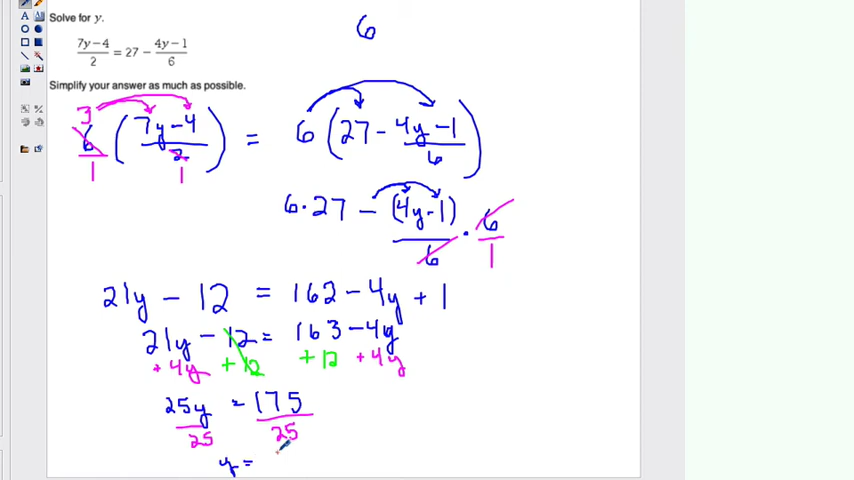 Solve for y.
6
(7y−4)/2 = 27 − (4y−1)/6
Simplify your answer as much as possible.
3
6/1 ((7y−4)/2) = 6 (27 − (4y−1)/6)
1
6·27 − (4y−1)/6 · 6/1
21y − 12 = 162 − 4y + 1
21y − 12 = 163 − 4y
+4y +12 +12 +4y
25y = 175
25 25
y =